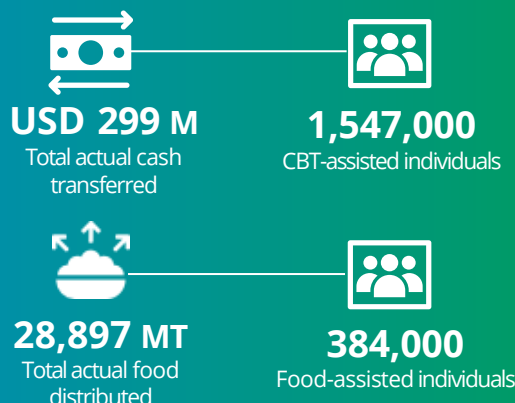 USD 299 M
Total actual cash
transferred
1,547,000
CBT-assisted individuals
28,897 MT
Total actual food
distributed
384,000
Food-assisted individuals